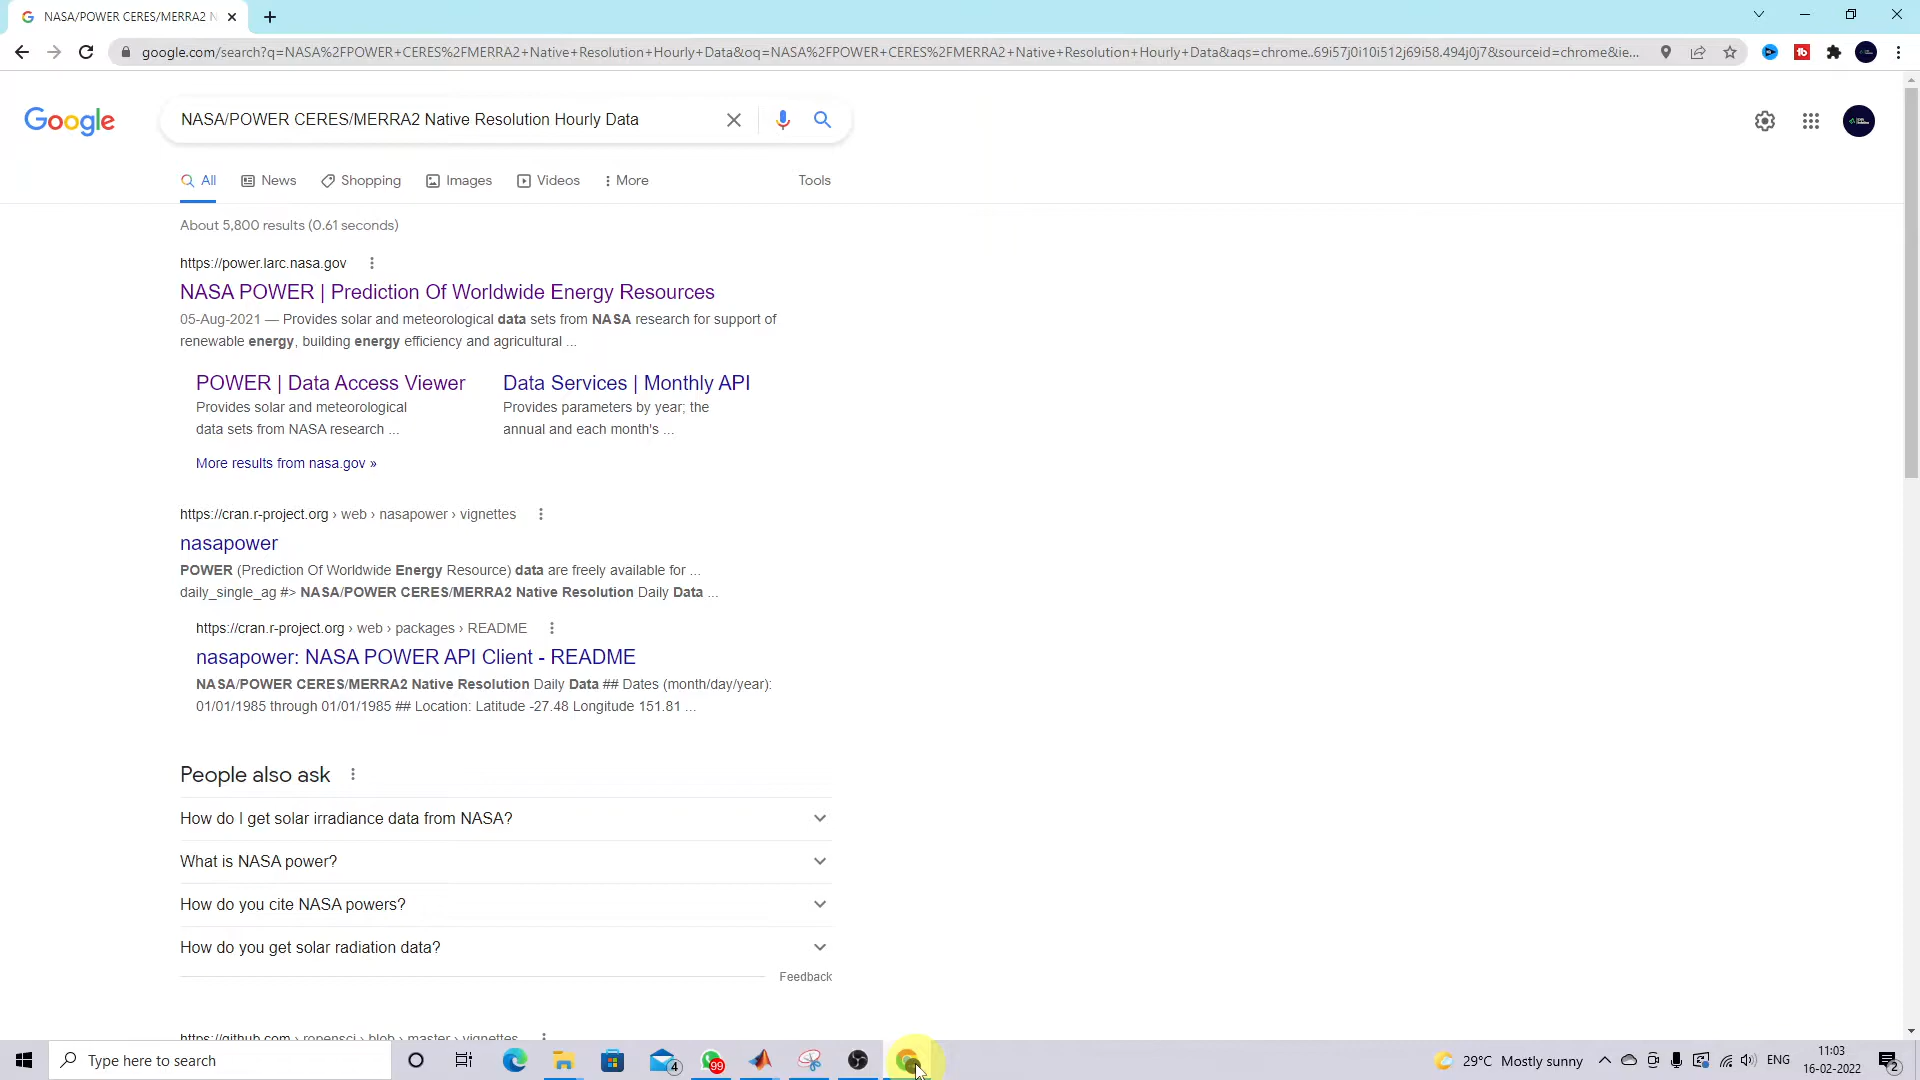 NASA/POWER CERES/MERRA2 N
google.com/search?q=NASA%2FPOWER+CERES%2FMERRA2+Native+Resolution+Hourly+Data&oq=NASA%2FPOWER+CERES%2FMERRA2+Native+Resolution+Hourly+Data&aqs=chrome..69i57j0i10i512j69i58.494j0j7&sourceid=chrome&ie...
Google
NASA/POWER CERES/MERRA2 Native Resolution Hourly Data
All News Shopping Images Videos More Tools
About 5,800 results (0.61 seconds)
https://power.larc.nasa.gov
NASA POWER | Prediction Of Worldwide Energy Resources
05-Aug-2021 — Provides solar and meteorological data sets from NASA research for support of
renewable energy, building energy efficiency and agricultural ...
POWER | Data Access Viewer
Provides solar and meteorological
data sets from NASA research ...
Data Services | Monthly API
Provides parameters by year; the
annual and each month's ...
More results from nasa.gov »
https://cran.r-project.org › web › nasapower › vignettes
nasapower
POWER (Prediction Of Worldwide Energy Resource) data are freely available for ...
daily_single_ag #> NASA/POWER CERES/MERRA2 Native Resolution Daily Data ...
https://cran.r-project.org › web › packages › README
nasapower: NASA POWER API Client - README
NASA/POWER CERES/MERRA2 Native Resolution Daily Data ## Dates (month/day/year):
01/01/1985 through 01/01/1985 ## Location: Latitude -27.48 Longitude 151.81 ...
People also ask
How do I get solar irradiance data from NASA?
What is NASA power?
How do you cite NASA powers?
How do you get solar radiation data?
Feedback
https://github.com › ropensci › blob › master › vignettes
Type here to search
4
99
29°C Mostly sunny
ENG
11:03
16-02-2022
2